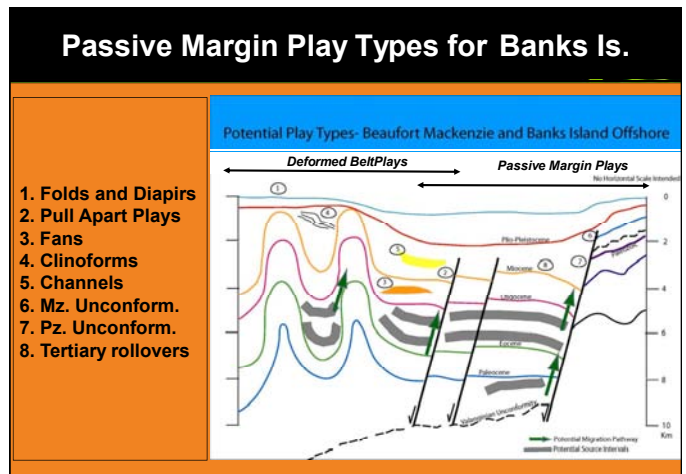 Passive Margin Play Types for Banks Is.
1. Folds and Diapirs
2. Pull Apart Plays
3. Fans
4. Clinoforms
5. Channels
6. Mz. Unconform.
7. Pz. Unconform.
8. Tertiary rollovers
Potential Play Types- Beaufort Mackenzie and Banks Island Offshore
Deformed BeltPlays
Passive Margin Plays
No Horizontal Scale Intended
1
4
5
3
2
8
7
6
Plio-Pleistocene
Miocene
Oligocene
Eocene
Paleocene
Valanginian Unconformity
0
2
4
6
8
10
Km
Potential Migration Pathway
Potential Source Intervals